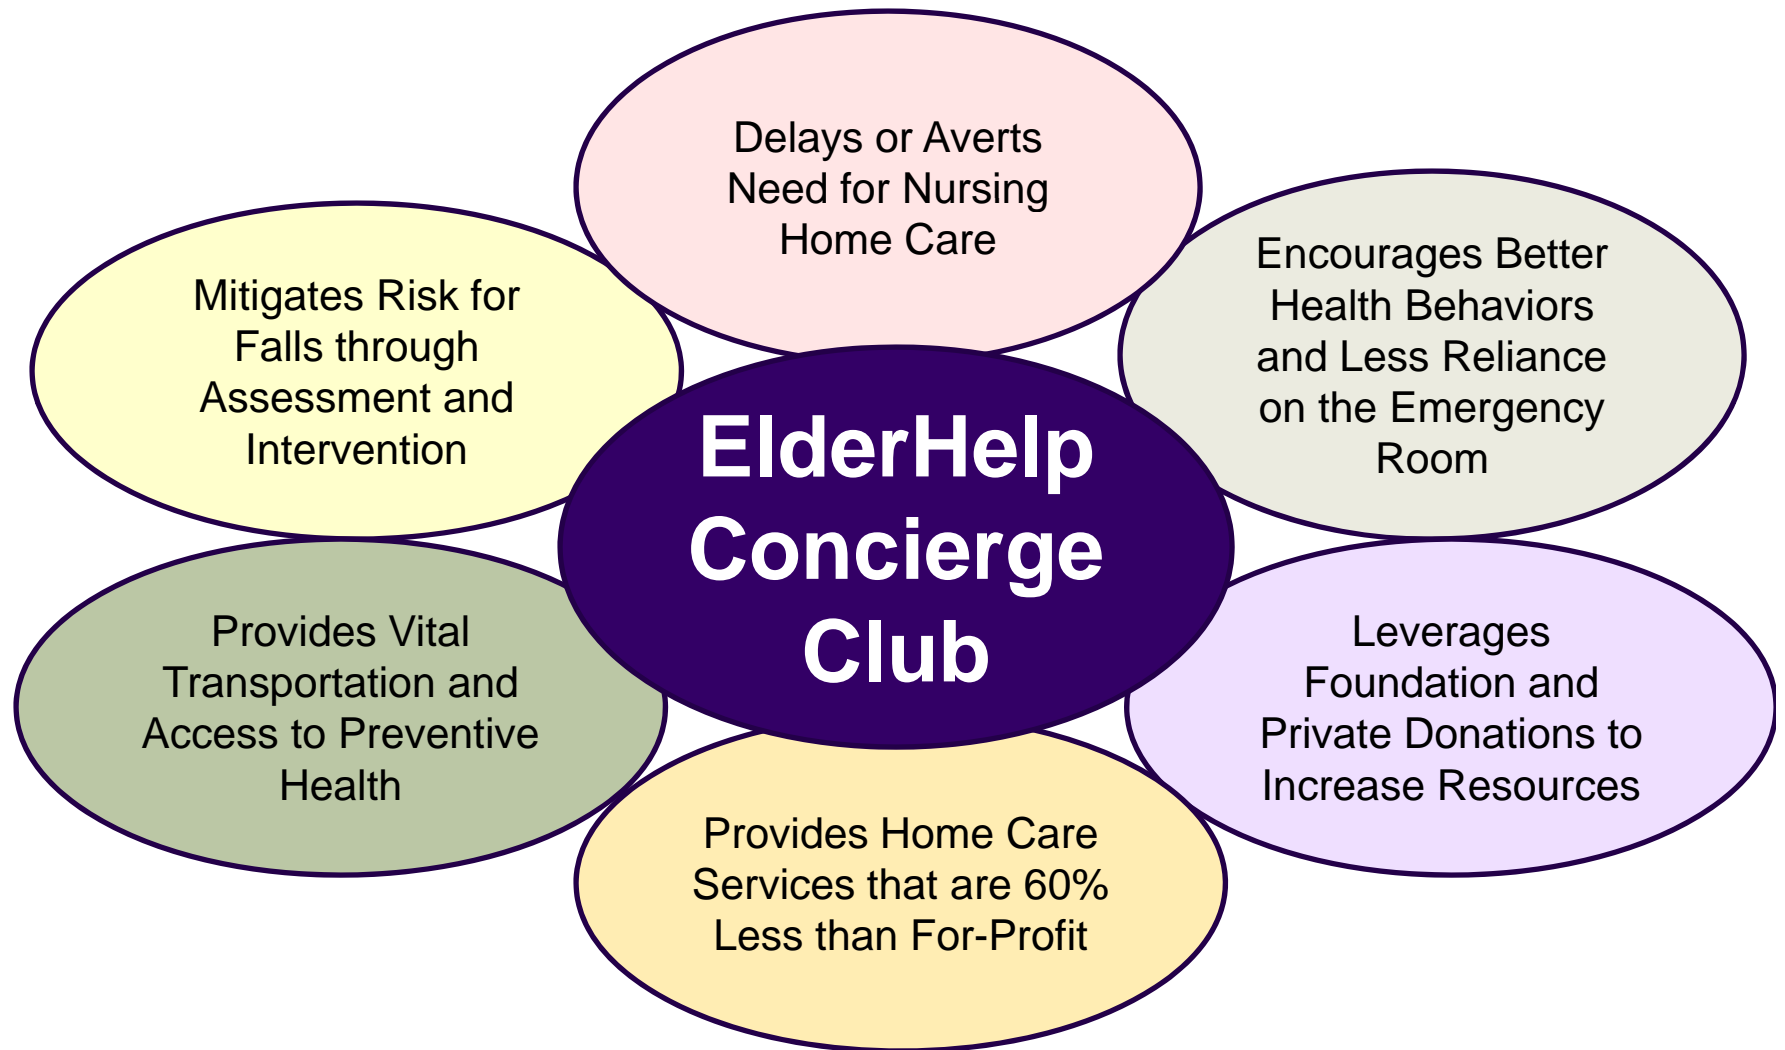 Delays or Averts
Need for Nursing
Home Care
Encourages Better
Health Behaviors
and Less Reliance
on the Emergency
Room
Mitigates Risk for
Falls through
Assessment and
Intervention
ElderHelp
Concierge
Club
Provides Vital
Transportation and
Access to Preventive
Health
Leverages
Foundation and
Private Donations to
Increase Resources
Provides Home Care
Services that are 60%
Less than For-Profit